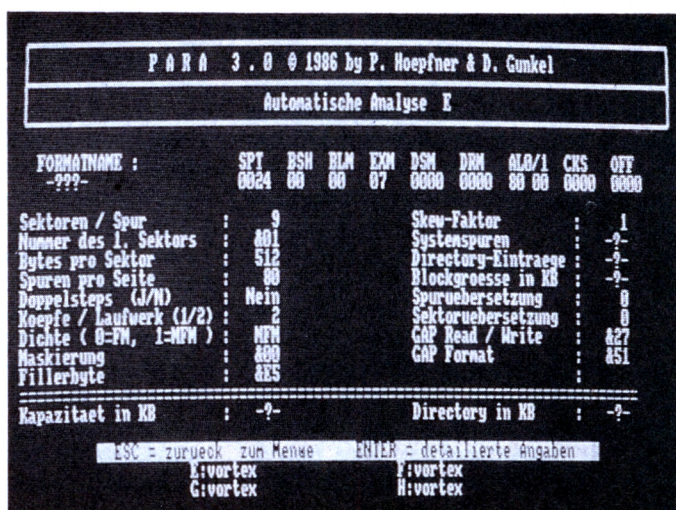 P A R A 3 . 0 @ 1986 by P. Hoepfner & D. Gunkel
Automatische Analyse E
FORMATNAME : SPT BSH BLM EXM DSM DRM AL0/1 CKS OFF
-???- 0024 00 00 07 0000 0000 80 00 0000 0000
Sektoren / Spur : 9 Skew-Faktor : 1
Nummer des 1. Sektors : &01 Systemspuren : -?-
Bytes pro Sektor : 512 Directory-Eintraege : -?-
Spuren pro Seite : 80 Blockgroesse in KB : -?-
Doppelsteps (J/N) : Nein Spuruebersetzung : 0
Koepfe / Laufwerk (1/2) : 2 Sektoruebersetzung : 0
Dichte ( 0=FM, 1=MFM ) : MFM GAP Read / Write : &27
Maskierung : &00 GAP Format : &51
Fillerbyte : &E5 :
Kapazitaet in KB : -?- Directory in KB : -?-
ESC = zurueck zum Menue ENTER = detaillierte Angaben
E:vortex F:vortex
G:vortex H:vortex